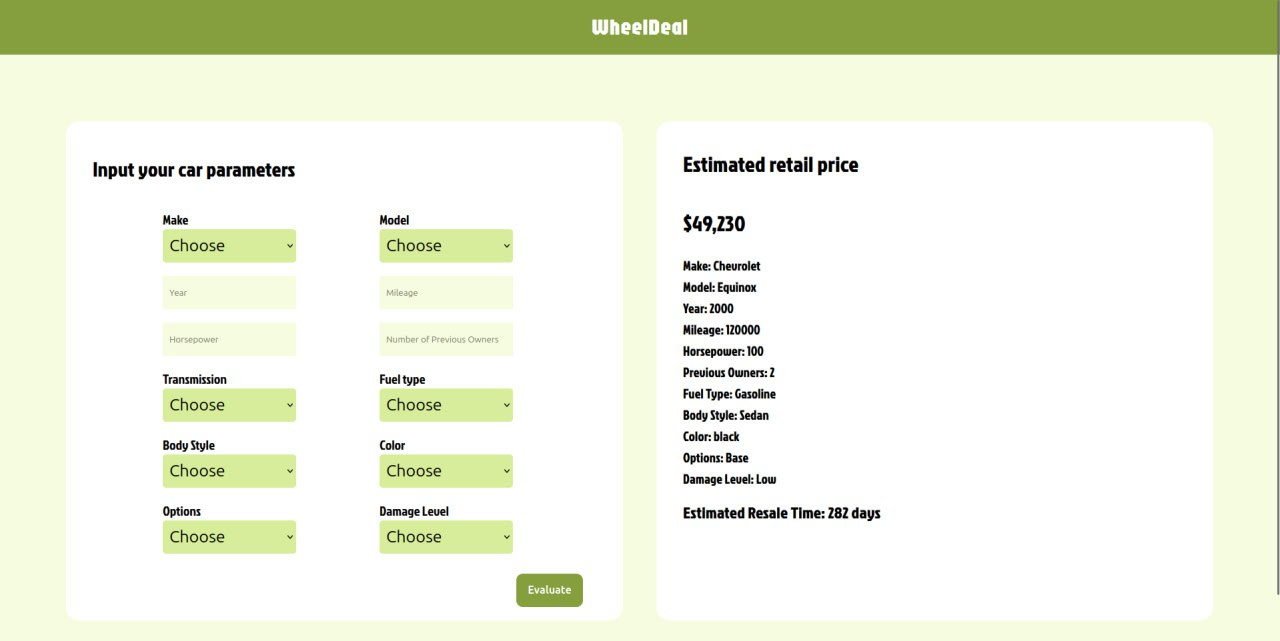 WheelDeal
Input your car parameters
Make Model
Choose Choose
Year Mileage
Horsepower Number of Previous Owners
Transmission Fuel type
Choose Choose
Body Style Color
Choose Choose
Options Damage Level
Choose Choose
Evaluate
Estimated retail price
$49,230
Make: Chevrolet
Model: Equinox
Year: 2000
Mileage: 120000
Horsepower: 100
Previous Owners: 2
Fuel Type: Gasoline
Body Style: Sedan
Color: black
Options: Base
Damage Level: Low
Estimated Resale TIme: 282 days